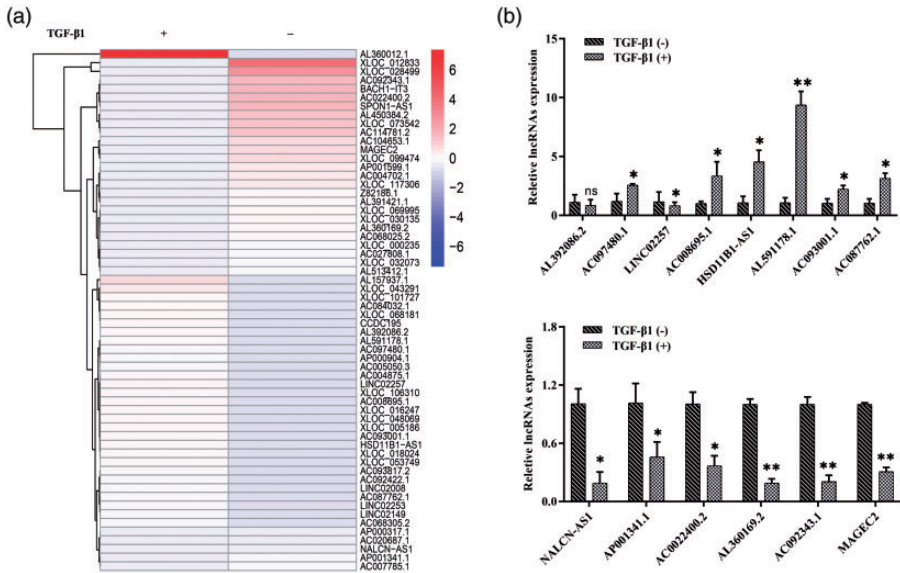 (a)
TGF-β1 + −
AL360012.1
XLOC_012833
XLOC_028499
AC092343.1
BACH1-IT3
AC022400.2
SPON1-AS1
AL450384.2
XLOC_073542
AC114781.2
AC104653.1
MAGEC2
XLOC_099474
AP001599.1
AC004702.1
XLOC_117306
Z82186.1
AL391421.1
XLOC_069995
XLOC_030135
AL360169.2
AC068025.2
XLOC_000235
AC027808.1
XLOC_032073
AL513412.1
AL157937.1
XLOC_043291
XLOC_101727
AC084032.1
XLOC_068181
CCDC195
AL392086.2
AL591178.1
AC097480.1
AP000904.1
AC005050.3
AC004875.1
LINC02257
XLOC_106310
AC008695.1
XLOC_016247
XLOC_048069
XLOC_005186
AC093001.1
HSD11B1-AS1
XLOC_018024
XLOC_053749
AC093817.2
AC092422.1
LINC02008
AC087762.1
LINC02253
LINC02149
AC068305.2
AP000317.1
AC020687.1
NALCN-AS1
AP001341.1
AC007785.1
6
4
2
0
−2
−4
−6
(b)
Reletive lncRNAs expression
15
10
5
0
TGF-β1 (-)
TGF-β1 (+)
ns * * * * ** * *
AL392086.2
AC097480.1
LINC02257
AC008695.1
HSD11B1-AS1
AL591178.1
AC093001.1
AC087762.1
Reletive lncRNAs expression
1.8
1.2
0.6
0.0
TGF-β1 (-)
TGF-β1 (+)
* * * ** ** **
NALCN-AS1
AP001341.1
AC0022400.2
AL360169.2
AC092343.1
MAGEC2